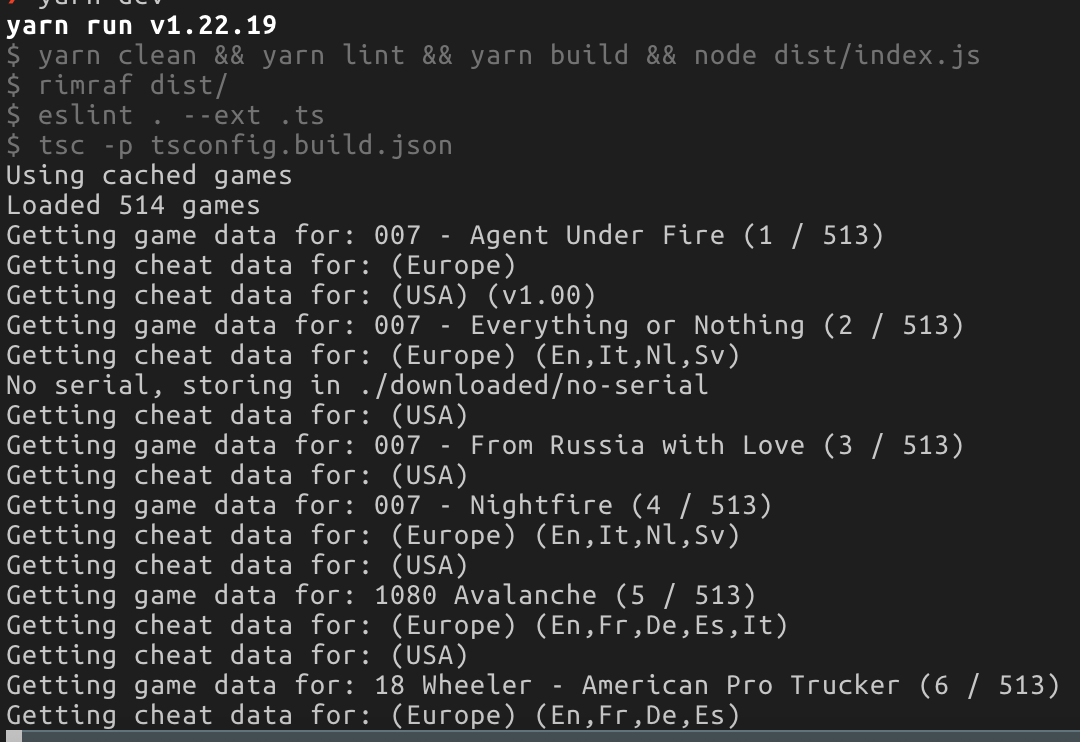 yarn dev
yarn run v1.22.19
$ yarn clean && yarn lint && yarn build && node dist/index.js
$ rimraf dist/
$ eslint . --ext .ts
$ tsc -p tsconfig.build.json
Using cached games
Loaded 514 games
Getting game data for: 007 - Agent Under Fire (1 / 513)
Getting cheat data for: (Europe)
Getting cheat data for: (USA) (v1.00)
Getting game data for: 007 - Everything or Nothing (2 / 513)
Getting cheat data for: (Europe) (En,It,Nl,Sv)
No serial, storing in ./downloaded/no-serial
Getting cheat data for: (USA)
Getting game data for: 007 - From Russia with Love (3 / 513)
Getting cheat data for: (USA)
Getting game data for: 007 - Nightfire (4 / 513)
Getting cheat data for: (Europe) (En,It,Nl,Sv)
Getting cheat data for: (USA)
Getting game data for: 1080 Avalanche (5 / 513)
Getting cheat data for: (Europe) (En,Fr,De,Es,It)
Getting cheat data for: (USA)
Getting game data for: 18 Wheeler - American Pro Trucker (6 / 513)
Getting cheat data for: (Europe) (En,Fr,De,Es)